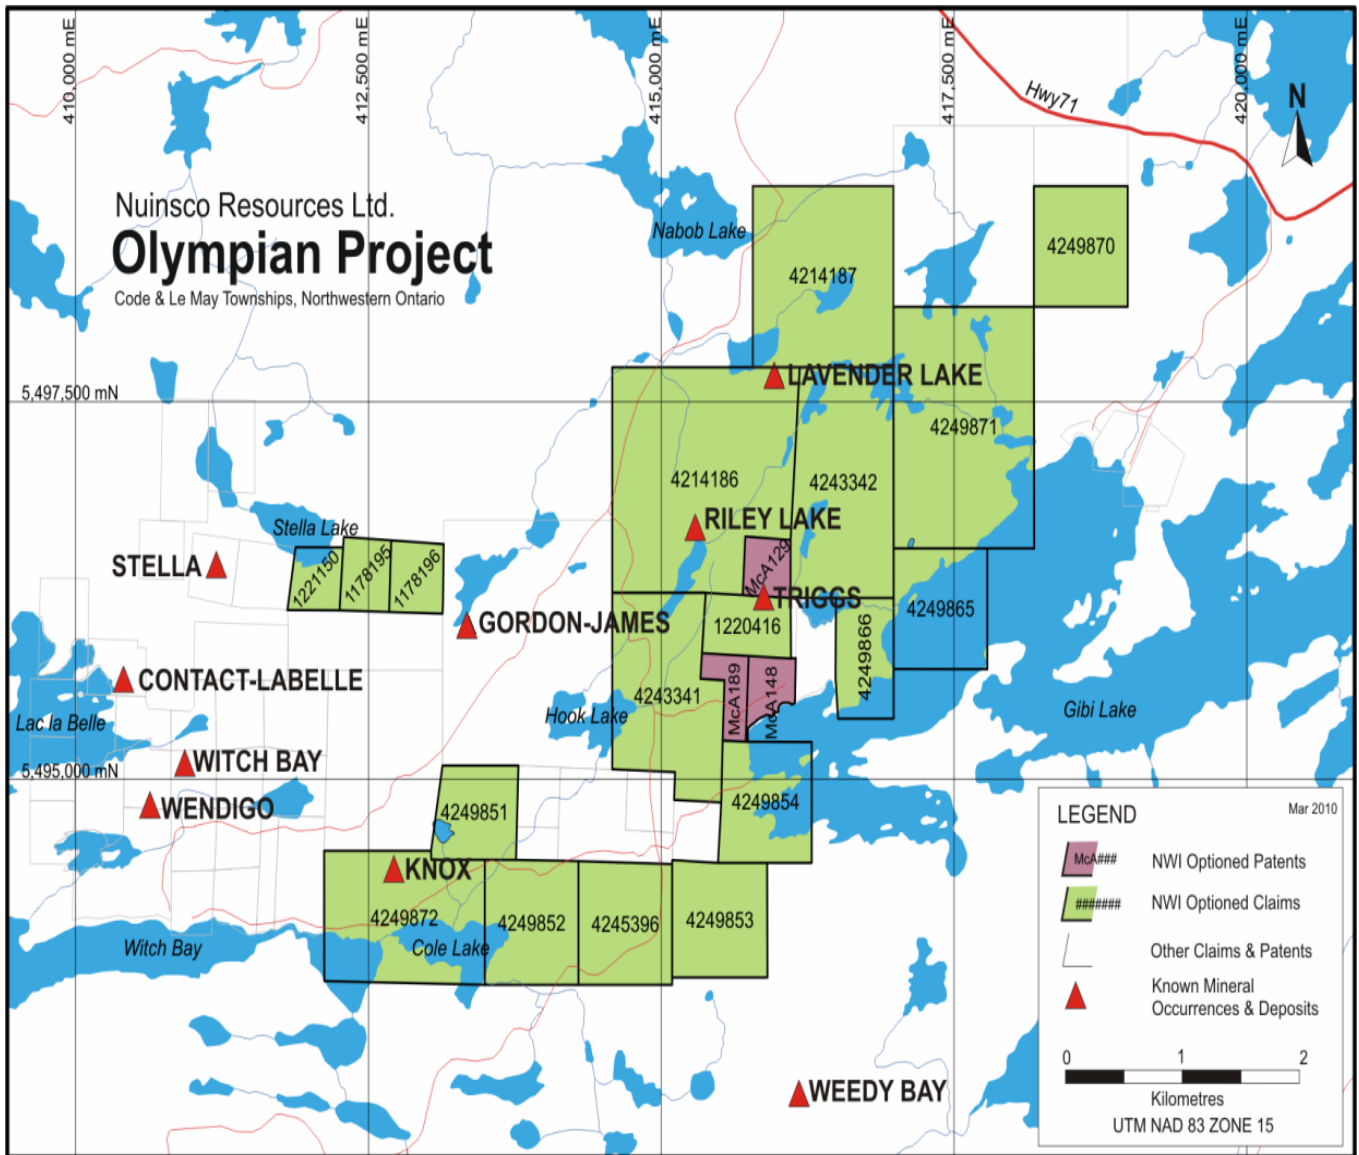 410,000 mE
412,500 mE
415,000 mE
417,500 mE
420,000 mE
Hwy71
N
Nuinsco Resources Ltd.
Olympian Project
Code & Le May Townships, Northwestern Ontario
Nabob Lake
4249870
4214187
LAVENDER LAKE
5,497,500 mN
4249871
4214186
4243342
RILEY LAKE
Stella Lake
STELLA
1221150
1178195
1178196
McA129
TRIGGS
4249865
GORDON-JAMES
1220416
4249866
CONTACT-LABELLE
McA189
McA148
4243341
Lac la Belle
Hook Lake
Gibi Lake
WITCH BAY
5,495,000 mN
WENDIGO
4249851
4249854
KNOX
4249872
4249852
4245396
4249853
Witch Bay
Cole Lake
WEEDY BAY
LEGEND
Mar 2010
McA###
NWI Optioned Patents
#######
NWI Optioned Claims
Other Claims & Patents
Known Mineral
Occurrences & Deposits
0 1 2
Kilometres
UTM NAD 83 ZONE 15